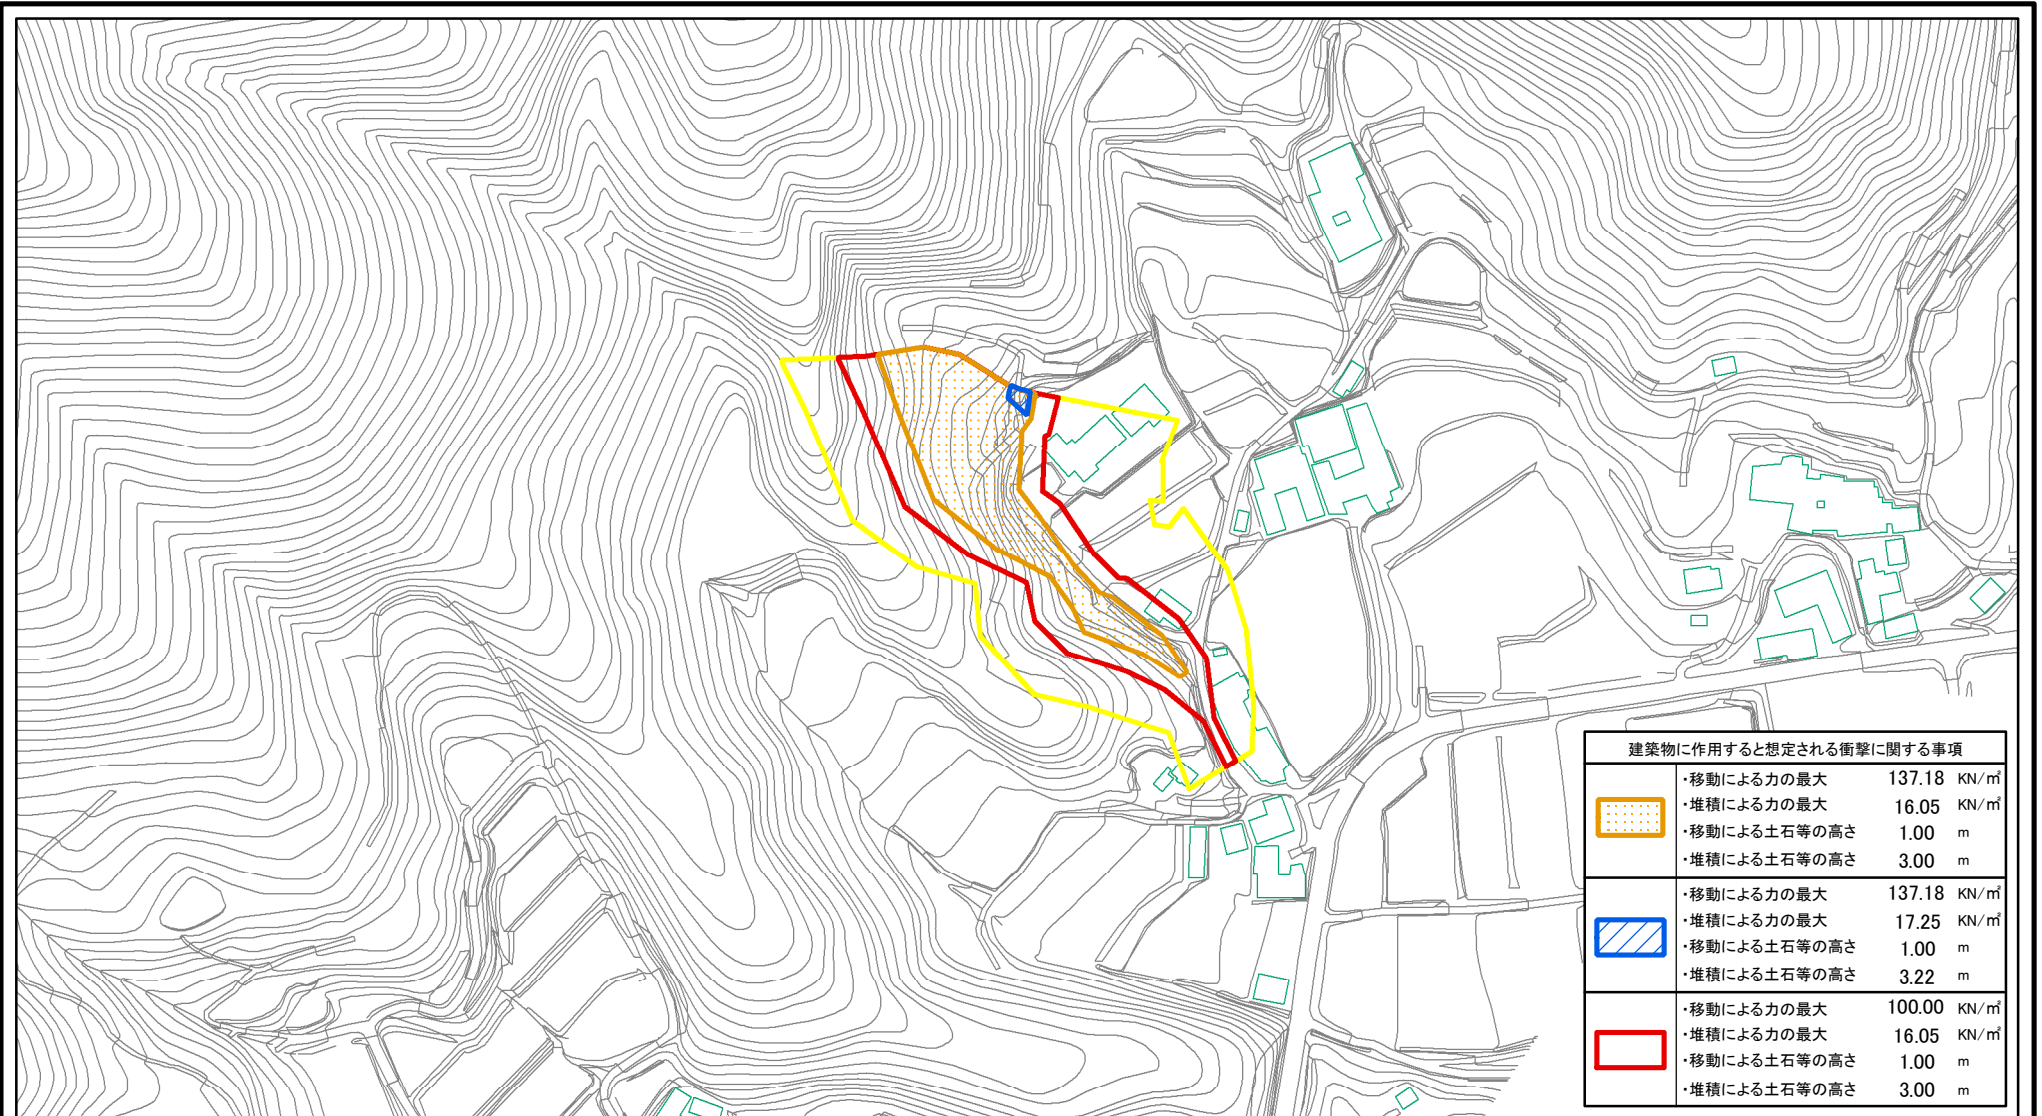 建築物に作用すると想定される衝撃に関する事項
・移動による力の最大 137.18 KN/㎡
・堆積による力の最大 16.05 KN/㎡
・移動による土石等の高さ 1.00 m
・堆積による土石等の高さ 3.00 m
・移動による力の最大 137.18 KN/㎡
・堆積による力の最大 17.25 KN/㎡
・移動による土石等の高さ 1.00 m
・堆積による土石等の高さ 3.22 m
・移動による力の最大 100.00 KN/㎡
・堆積による力の最大 16.05 KN/㎡
・移動による土石等の高さ 1.00 m
・堆積による土石等の高さ 3.00 m